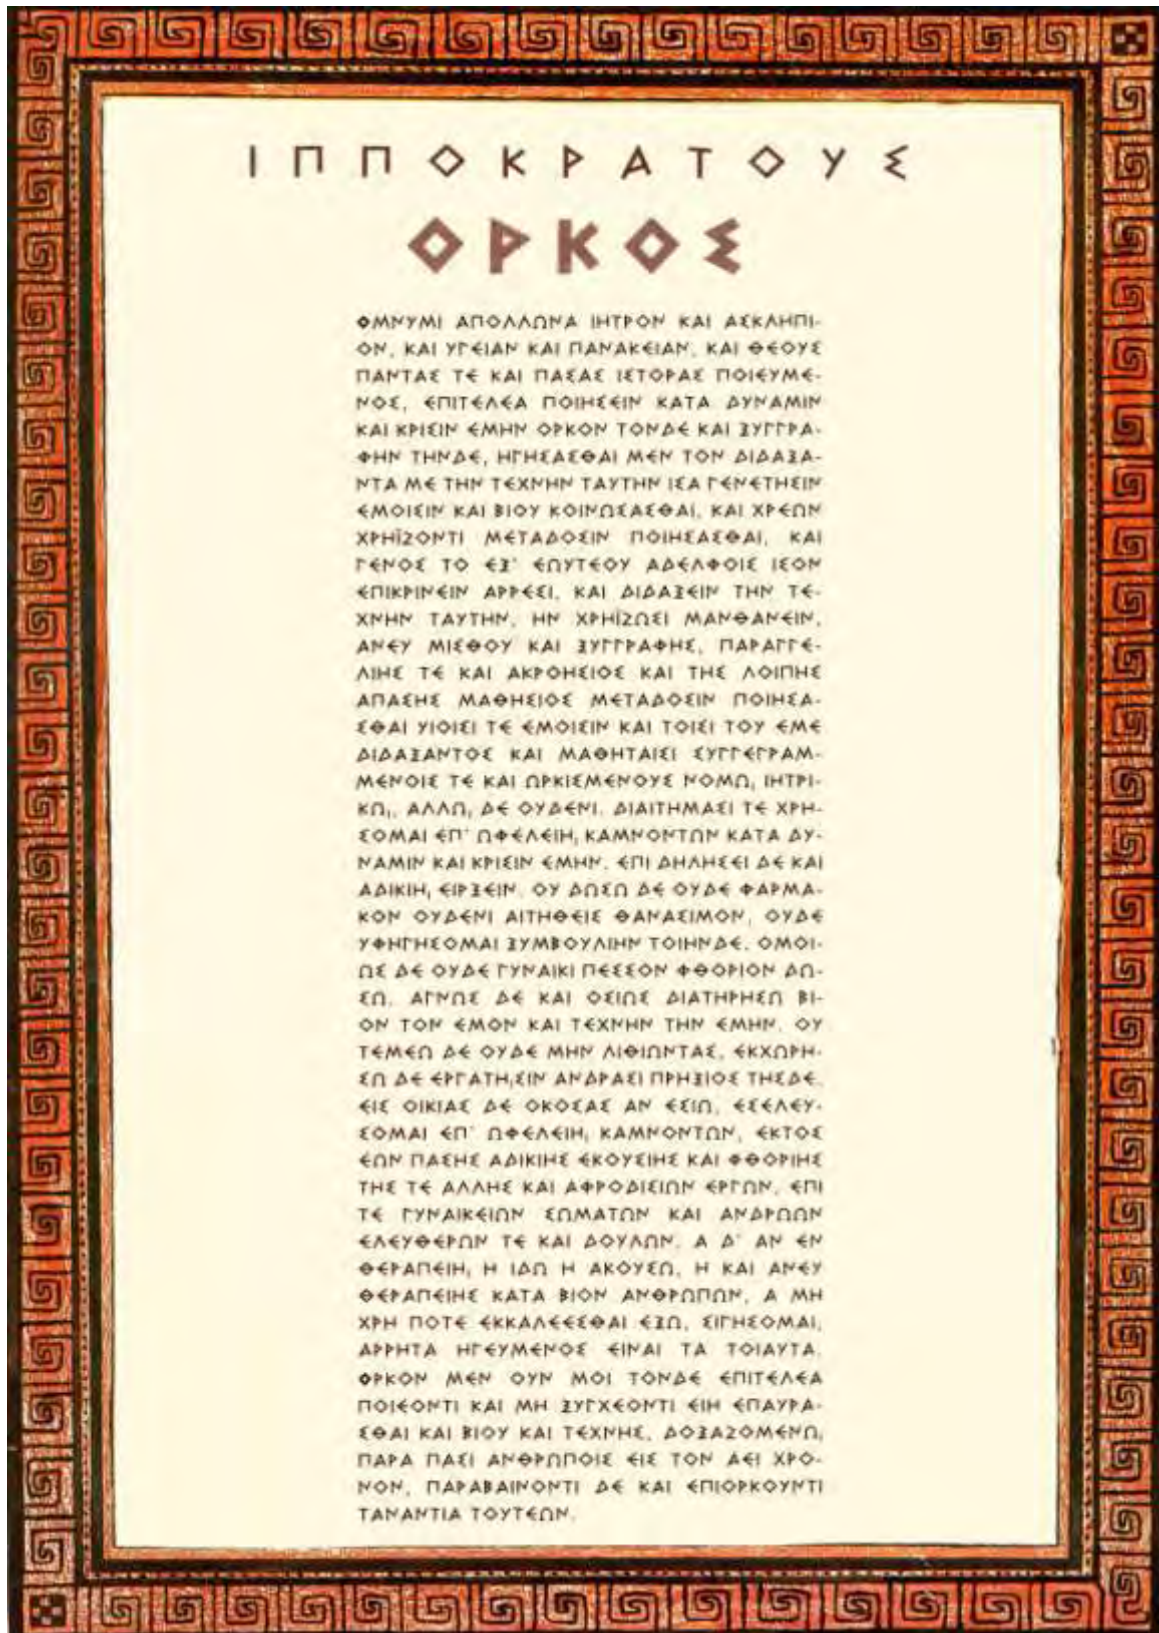 ΙΠΠΟΚΡΑΤΟΥΣ
ΟΡΚΟΣ
ΟΜΝΥΜΙ ΑΠΟΛΛΩΝΑ ΙΗΤΡΟΝ ΚΑΙ ΑΣΚΛΗΠΙ-
ΟΝ, ΚΑΙ ΥΓΕΙΑΝ ΚΑΙ ΠΑΝΑΚΕΙΑΝ, ΚΑΙ ΘΕΟΥΣ
ΠΑΝΤΑΣ ΤΕ ΚΑΙ ΠΑΣΑΣ ΙΣΤΟΡΑΣ ΠΟΙΕΥΜΕ-
ΝΟΣ, ΕΠΙΤΕΛΕΑ ΠΟΙΗΣΕΙΝ ΚΑΤΑ ΔΥΝΑΜΙΝ
ΚΑΙ ΚΡΙΣΙΝ ΕΜΗΝ ΟΡΚΟΝ ΤΟΝΔΕ ΚΑΙ ΞΥΓΓΡΑ-
ΦΗΝ ΤΗΝΔΕ, ΗΓΗΣΑΣΘΑΙ ΜΕΝ ΤΟΝ ΔΙΔΑΞΑ-
ΝΤΑ ΜΕ ΤΗΝ ΤΕΧΝΗΝ ΤΑΥΤΗΝ ΙΣΑ ΓΕΝΕΤΗΣΙΝ
ΕΜΟΙΣΙΝ ΚΑΙ ΒΙΟΥ ΚΟΙΝΩΣΑΣΘΑΙ, ΚΑΙ ΧΡΕΩΝ
ΧΡΗΪΖΟΝΤΙ ΜΕΤΑΔΟΣΙΝ ΠΟΙΗΣΑΣΘΑΙ, ΚΑΙ
ΓΕΝΟΣ ΤΟ ΕΞ' ΕΩΥΤΕΟΥ ΑΔΕΛΦΟΙΣ ΙΣΟΝ
ΕΠΙΚΡΙΝΕΙΝ ΑΡΡΕΣΙ, ΚΑΙ ΔΙΔΑΞΕΙΝ ΤΗΝ ΤΕ-
ΧΝΗΝ ΤΑΥΤΗΝ, ΗΝ ΧΡΗΪΖΩΣΙ ΜΑΝΘΑΝΕΙΝ,
ΑΝΕΥ ΜΙΣΘΟΥ ΚΑΙ ΞΥΓΓΡΑΦΗΣ, ΠΑΡΑΓΓΕ-
ΛΙΗΣ ΤΕ ΚΑΙ ΑΚΡΟΗΣΙΟΣ ΚΑΙ ΤΗΣ ΛΟΙΠΗΣ
ΑΠΑΣΗΣ ΜΑΘΗΣΙΟΣ ΜΕΤΑΔΟΣΙΝ ΠΟΙΗΣΑ-
ΣΘΑΙ ΥΙΟΙΣΙ ΤΕ ΕΜΟΙΣΙΝ ΚΑΙ ΤΟΙΣΙ ΤΟΥ ΕΜΕ
ΔΙΔΑΞΑΝΤΟΣ ΚΑΙ ΜΑΘΗΤΑΙΣΙ ΣΥΓΓΕΓΡΑΜ-
ΜΕΝΟΙΣ ΤΕ ΚΑΙ ΩΡΚΙΣΜΕΝΟΥΣ ΝΟΜΩι ΙΗΤΡΙ-
ΚΩι, ΑΛΛΩι ΔΕ ΟΥΔΕΝΙ. ΔΙΑΙΤΗΜΑΣΙ ΤΕ ΧΡΗ-
ΣΟΜΑΙ ΕΠ' ΩΦΕΛΕΙΗι ΚΑΜΝΟΝΤΩΝ ΚΑΤΑ ΔΥ-
ΝΑΜΙΝ ΚΑΙ ΚΡΙΣΙΝ ΕΜΗΝ, ΕΠΙ ΔΗΛΗΣΕΙ ΔΕ ΚΑΙ
ΑΔΙΚΙΗι ΕΙΡΞΕΙΝ. ΟΥ ΔΩΣΩ ΔΕ ΟΥΔΕ ΦΑΡΜΑ-
ΚΟΝ ΟΥΔΕΝΙ ΑΙΤΗΘΕΙΣ ΘΑΝΑΣΙΜΟΝ, ΟΥΔΕ
ΥΦΗΓΗΣΟΜΑΙ ΞΥΜΒΟΥΛΙΗΝ ΤΟΙΗΝΔΕ. ΟΜΟΙ-
ΩΣ ΔΕ ΟΥΔΕ ΓΥΝΑΙΚΙ ΠΕΣΣΟΝ ΦΘΟΡΙΟΝ ΔΩ-
ΣΩ. ΑΓΝΩΣ ΔΕ ΚΑΙ ΟΣΙΩΣ ΔΙΑΤΗΡΗΣΩ ΒΙ-
ΟΝ ΤΟΝ ΕΜΟΝ ΚΑΙ ΤΕΧΝΗΝ ΤΗΝ ΕΜΗΝ. ΟΥ
ΤΕΜΕΩ ΔΕ ΟΥΔΕ ΜΗΝ ΛΙΘΙΩΝΤΑΣ, ΕΚΧΩΡΗ-
ΣΩ ΔΕ ΕΡΓΑΤΗιΣΙΝ ΑΝΔΡΑΣΙ ΠΡΗΞΙΟΣ ΤΗΣΔΕ.
ΕΙΣ ΟΙΚΙΑΣ ΔΕ ΟΚΟΣΑΣ ΑΝ ΕΣΙΩ, ΕΣΕΛΕΥ-
ΣΟΜΑΙ ΕΠ' ΩΦΕΛΕΙΗι ΚΑΜΝΟΝΤΩΝ, ΕΚΤΟΣ
ΕΩΝ ΠΑΣΗΣ ΑΔΙΚΙΗΣ ΕΚΟΥΣΙΗΣ ΚΑΙ ΦΘΟΡΙΗΣ
ΤΗΣ ΤΕ ΑΛΛΗΣ ΚΑΙ ΑΦΡΟΔΙΣΙΩΝ ΕΡΓΩΝ, ΕΠΙ
ΤΕ ΓΥΝΑΙΚΕΙΩΝ ΣΩΜΑΤΩΝ ΚΑΙ ΑΝΔΡΩΩΝ
ΕΛΕΥΘΕΡΩΝ ΤΕ ΚΑΙ ΔΟΥΛΩΝ. Α Δ' ΑΝ ΕΝ
ΘΕΡΑΠΕΙΗι Η ΙΔΩ Η ΑΚΟΥΣΩ, Η ΚΑΙ ΑΝΕΥ
ΘΕΡΑΠΕΙΗΣ ΚΑΤΑ ΒΙΟΝ ΑΝΘΡΩΠΩΝ, Α ΜΗ
ΧΡΗ ΠΟΤΕ ΕΚΚΑΛΕΕΣΘΑΙ ΕΞΩ, ΣΙΓΗΣΟΜΑΙ,
ΑΡΡΗΤΑ ΗΓΕΥΜΕΝΟΣ ΕΙΝΑΙ ΤΑ ΤΟΙΑΥΤΑ.
ΟΡΚΟΝ ΜΕΝ ΟΥΝ ΜΟΙ ΤΟΝΔΕ ΕΠΙΤΕΛΕΑ
ΠΟΙΕΟΝΤΙ ΚΑΙ ΜΗ ΞΥΓΧΕΟΝΤΙ ΕΙΗ ΕΠΑΥΡΑ-
ΣΘΑΙ ΚΑΙ ΒΙΟΥ ΚΑΙ ΤΕΧΝΗΣ, ΔΟΞΑΖΟΜΕΝΩι
ΠΑΡΑ ΠΑΣΙ ΑΝΘΡΩΠΟΙΣ ΕΙΣ ΤΟΝ ΑΕΙ ΧΡΟ-
ΝΟΝ, ΠΑΡΑΒΑΙΝΟΝΤΙ ΔΕ ΚΑΙ ΕΠΙΟΡΚΟΥΝΤΙ
ΤΑΝΑΝΤΙΑ ΤΟΥΤΕΩΝ.